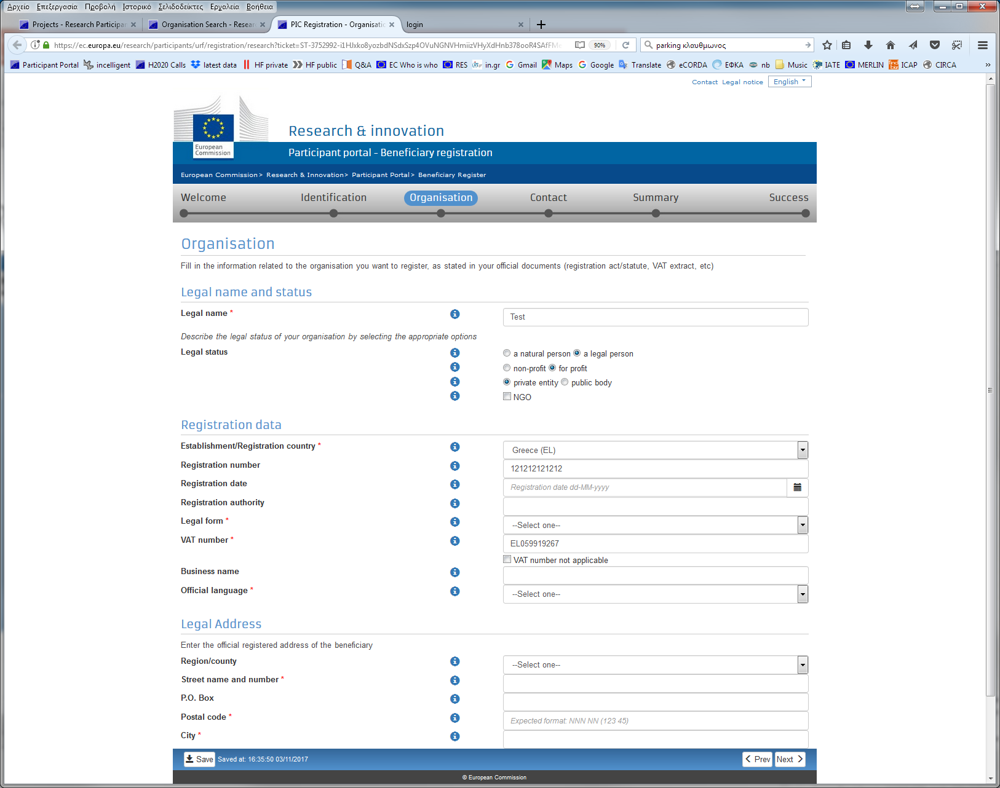 Αρχείο Επεξεργασία Προβολή Ιστορικό Σελιδοδείκτες Εργαλεία Βοήθεια
Projects - Research Participan PIC Organisation Search - Research PIC Registration - Organisatio login
https://ec.europa.eu/research/participants/urf/registration/research?ticket=ST-3752992- 90% parking κλαυθμωνος
Participant Portal incelligent H2020 Calls latest data HF private HF public Q&A EC Who is who RES in.gr Gmail Maps Google Translate eCORDA ΕΦΚΑ nb Music IATE MERLIN ICAP CIRCA »
Contact Legal notice English
European Commission
Research & innovation
Participant portal - Beneficiary registration
European Commission> Research & Innovation> Participant Portal> Beneficiary Register
Welcome Identification Organisation Contact Summary Success
Organisation
Fill in the information related to the organisation you want to register, as stated in your official documents (registration act/statute, VAT extract, etc)
Legal name and status
Legal name * Test
Describe the legal status of your organisation by selecting the appropriate options
Legal status a natural person a legal person
non-profit for profit
private entity public body
NGO
Registration data
Establishment/Registration country * Greece (EL)
Registration number 121212121212
Registration date Registration date dd-MM-yyyy
Registration authority
Legal form * --Select one--
VAT number * EL059919267
VAT number not applicable
Business name
Official language * --Select one--
Legal Address
Enter the official registered address of the beneficiary
Region/county --Select one--
Street name and number *
P.O. Box
Postal code * Expected format: NNN NN (123 45)
City *
Save Saved at: 16:35:50 03/11/2017 Prev Next
© European Commission